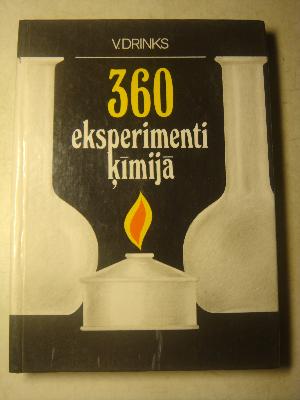 V.DRINKS
360
eksperimenti
ķīmijā